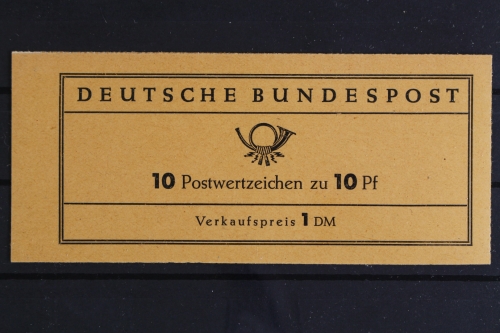 DEUTSCHE BUNDESPOST
10 Postwertzeichen zu 10 Pf
Verkaufspreis 1 DM